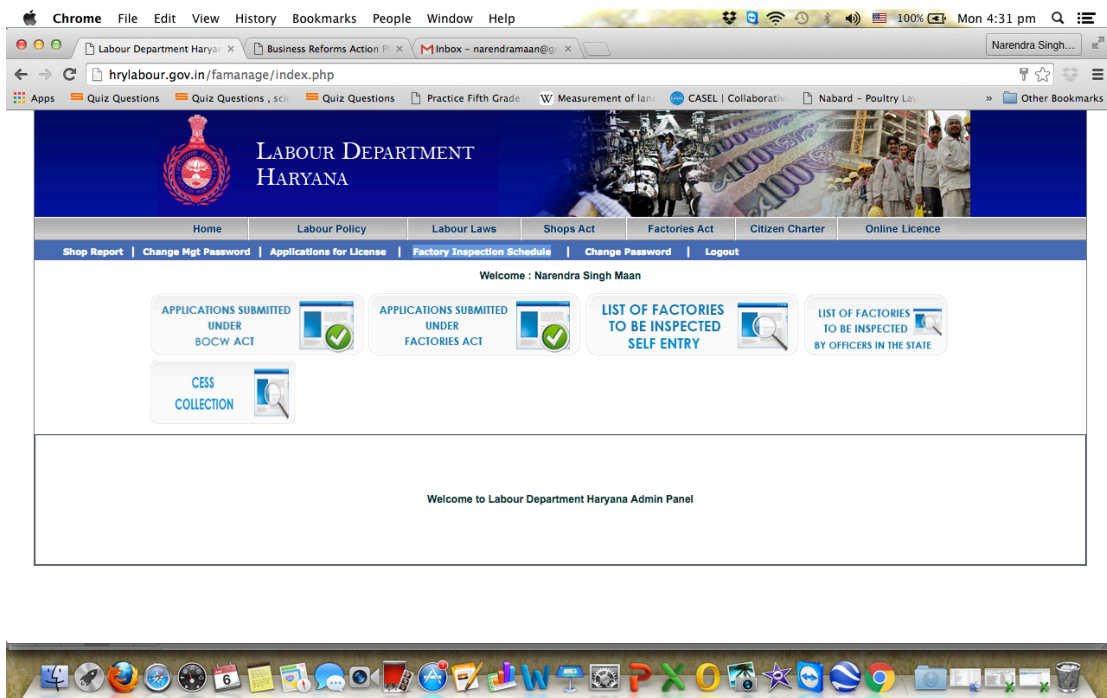 Chrome File Edit View History Bookmarks People Window Help 100% Mon 4:31 pm
Labour Department Haryan Business Reforms Action Pl Inbox – narendramaan@gm Narendra Singh...
hrylabour.gov.in/famanage/index.php
Apps Quiz Questions Quiz Questions , scie Quiz Questions Practice Fifth Grade Measurement of lan CASEL | Collaborativ Nabard – Poultry Lay » Other Bookmarks
LABOUR DEPARTMENT
HARYANA
Home Labour Policy Labour Laws Shops Act Factories Act Citizen Charter Online Licence
Shop Report | Change Mgt Password | Applications for License | Factory Inspection Schedule | Change Password | Logout
Welcome : Narendra Singh Maan
APPLICATIONS SUBMITTED
UNDER
BOCW ACT
APPLICATIONS SUBMITTED
UNDER
FACTORIES ACT
LIST OF FACTORIES
TO BE INSPECTED
SELF ENTRY
LIST OF FACTORIES
TO BE INSPECTED
BY OFFICERS IN THE STATE
CESS
COLLECTION
Welcome to Labour Department Haryana Admin Panel
6